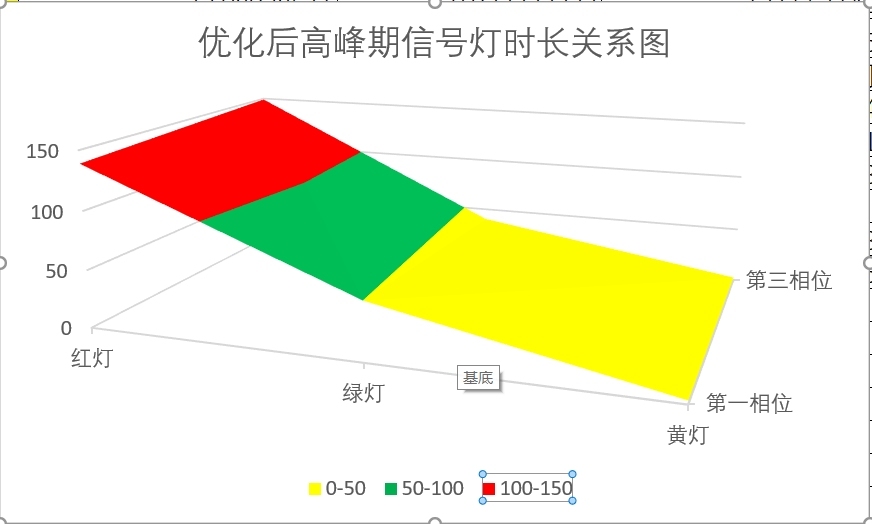 优化后高峰期信号灯时长关系图
150
100
50
0
红灯
绿灯
黄灯
第三相位
第一相位
基底
0-50
50-100
100-150